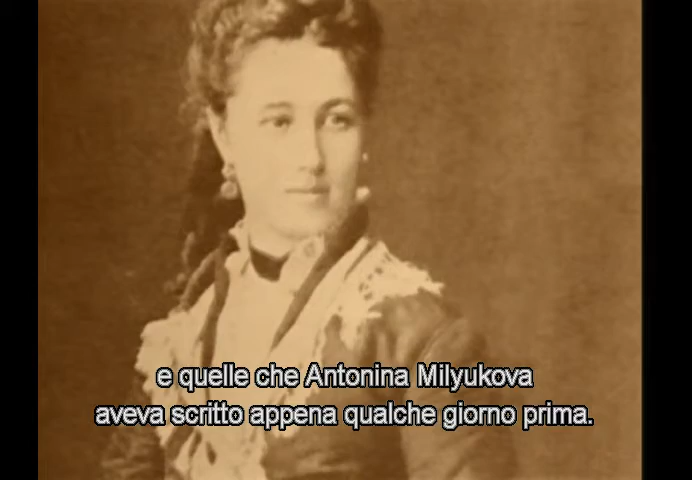 e quelle che Antonina Milyukova
aveva scritto appena qualche giorno prima.